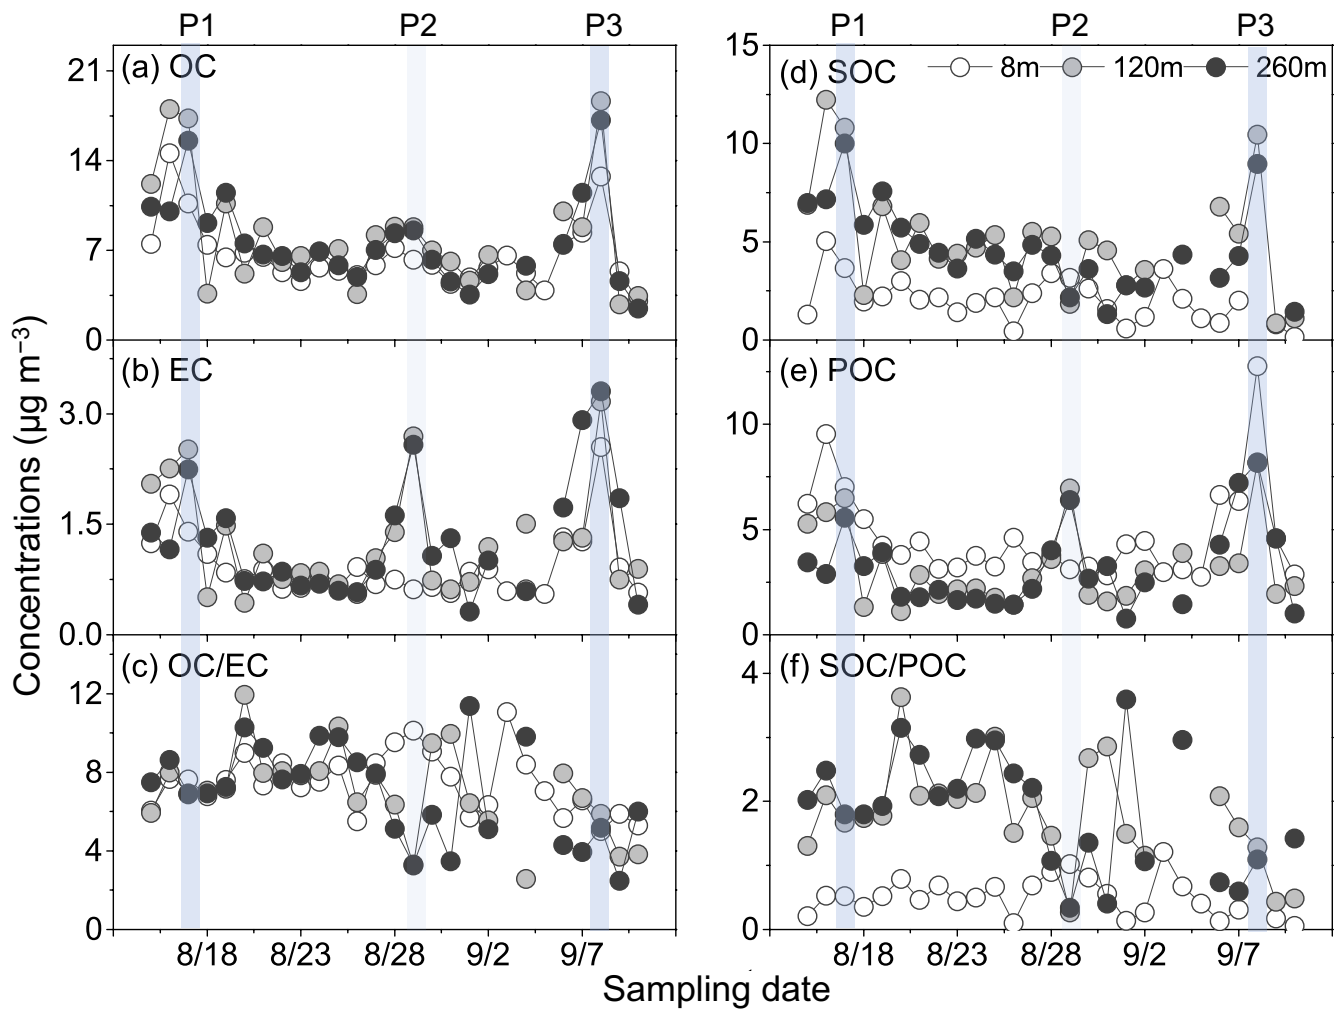 P1 P2 P3 P1 P2 P3
(a) OC
21
14
7
0
(b) EC
3.0
1.5
0.0
(c) OC/EC
12
8
4
0
8/18 8/23 8/28 9/2 9/7
(d) SOC
8m 120m 260m
15
10
5
0
(e) POC
10
5
0
(f) SOC/POC
4
2
0
8/18 8/23 8/28 9/2 9/7
Concentrations (μg m⁻³)
Sampling date